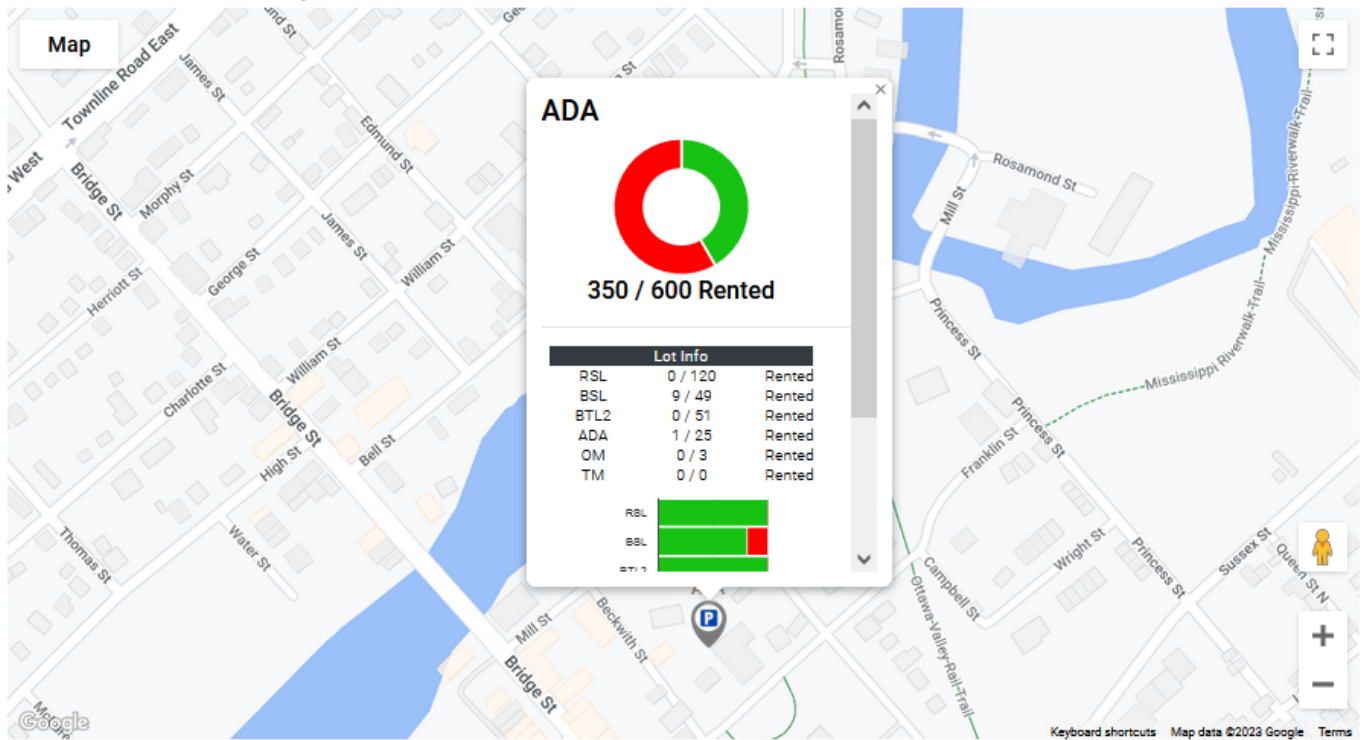 Map
Townline Road East
James St
Edmund St
West
Bridge St
Morphy St
George St
James St
William St
Herriott St
William St
Charlotte St
Bridge St
High St
Bell St
Thomas St
Water St
Mill St
Bridge St
Beckwith St
Rosamond St
Mill St
Princess St
Mississippi-Riverwalk-Trail
Mississippi Riverwalk-Trail
Princess St
Franklin St
Wright St
Princess St
Sussex St
Queen St N
Campbell St
Ottawa-Valley-Rail-Trail
ADA
350 / 600 Rented
Lot Info
RSL 0 / 120 Rented
BSL 9 / 49 Rented
BTL2 0 / 51 Rented
ADA 1 / 25 Rented
OM 0 / 3 Rented
TM 0 / 0 Rented
RSL
BSL
BTL2
P
Google
Keyboard shortcuts Map data ©2023 Google Terms